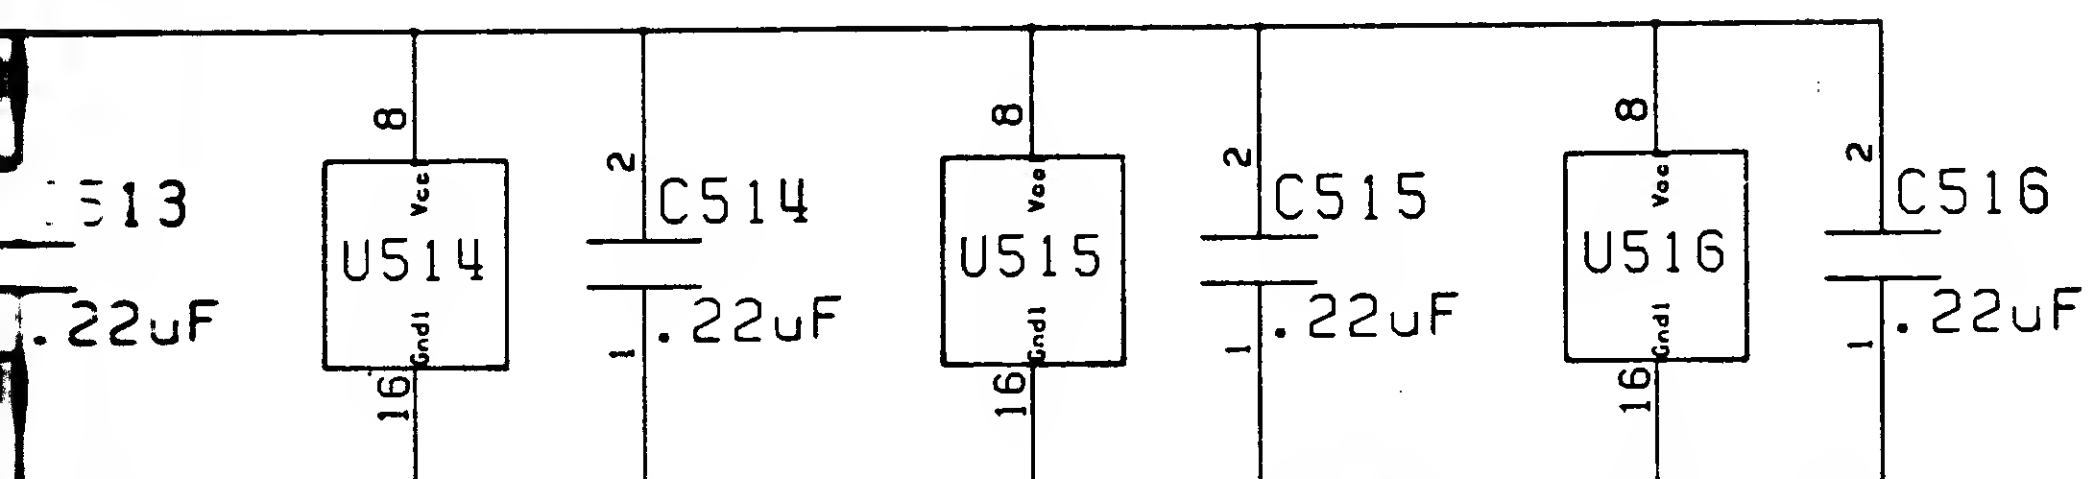 8
2
8
2
8
2
513
Vcc
C514
Vcc
C515
Vcc
C516
U514
U515
U516
.22uF
Gnd1
.22uF
Gnd1
.22uF
Gnd1
.22uF
16
1
16
1
16
1